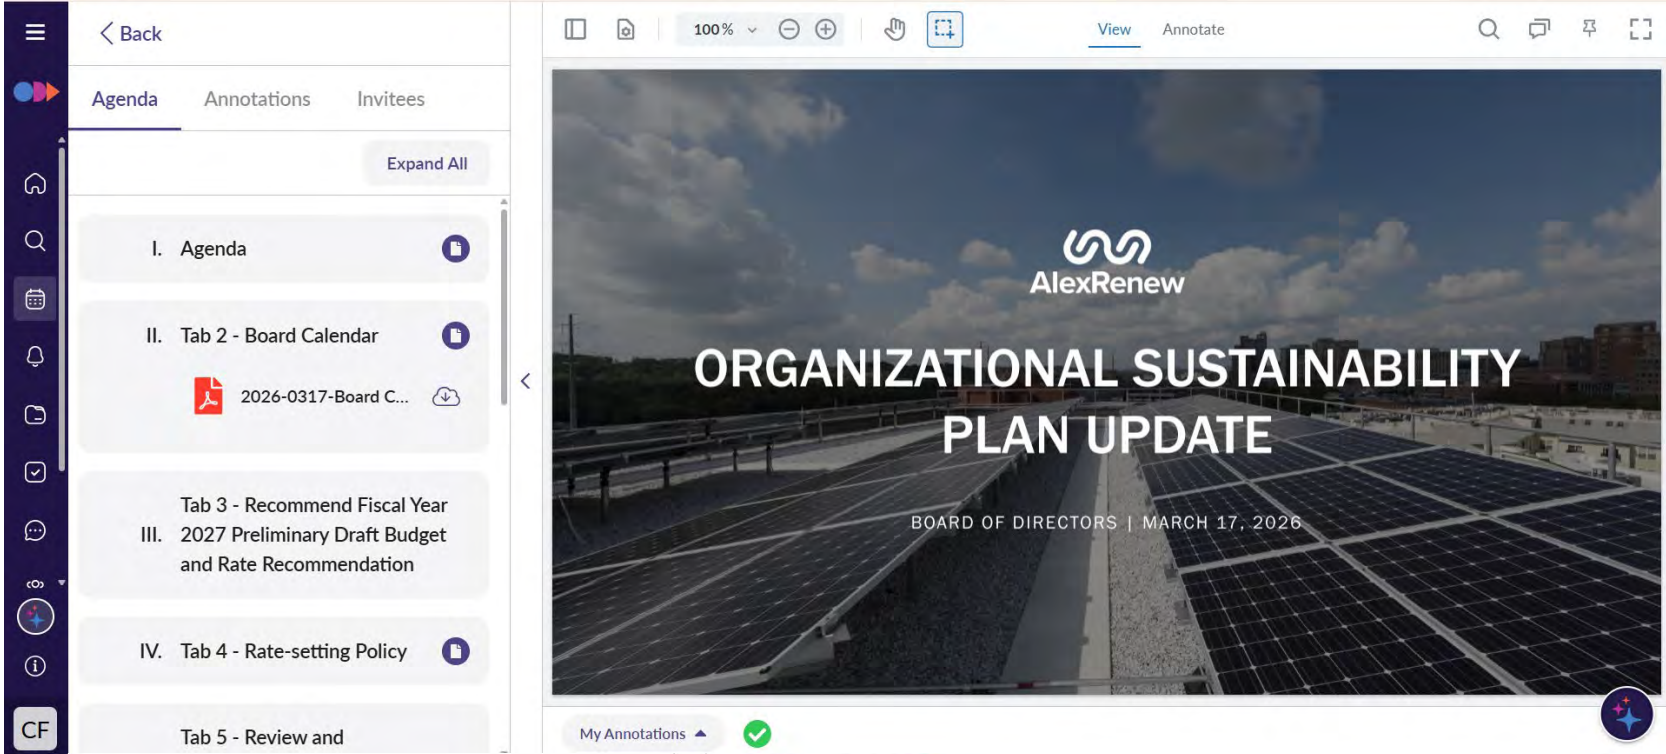 Back
Agenda
Annotations
Invitees
Expand All
I. Agenda
II. Tab 2 - Board Calendar
2026-0317-Board C...
III. Tab 3 - Recommend Fiscal Year
2027 Preliminary Draft Budget
and Rate Recommendation
IV. Tab 4 - Rate-setting Policy
Tab 5 - Review and
CF
100%
View
Annotate
AlexRenew
ORGANIZATIONAL SUSTAINABILITY
PLAN UPDATE
BOARD OF DIRECTORS | MARCH 17, 2026
My Annotations